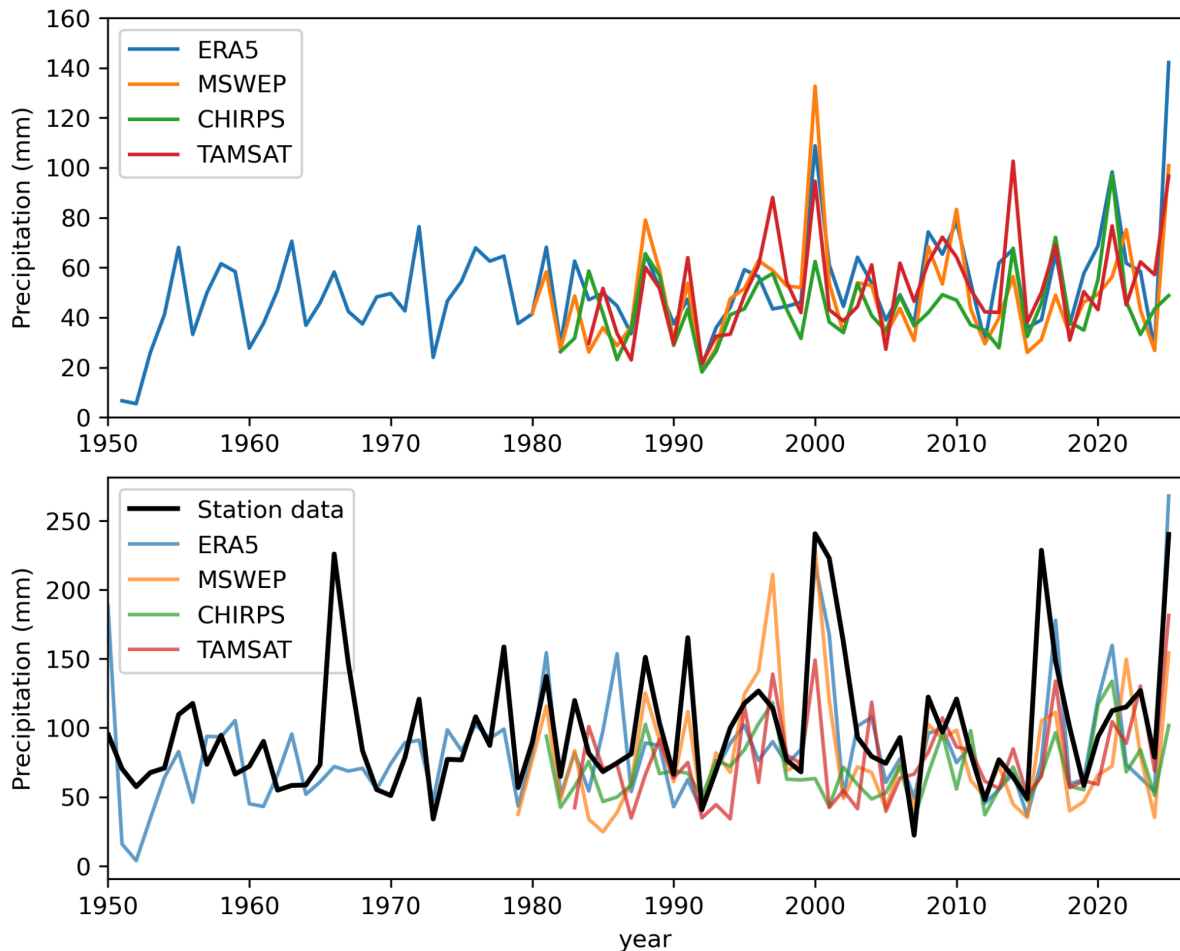 160
140
120
100
80
60
40
20
0
Precipitation (mm)
ERA5
MSWEP
CHIRPS
TAMSAT
1950 1960 1970 1980 1990 2000 2010 2020
250
200
150
100
50
0
Precipitation (mm)
Station data
ERA5
MSWEP
CHIRPS
TAMSAT
1950 1960 1970 1980 1990 2000 2010 2020
year